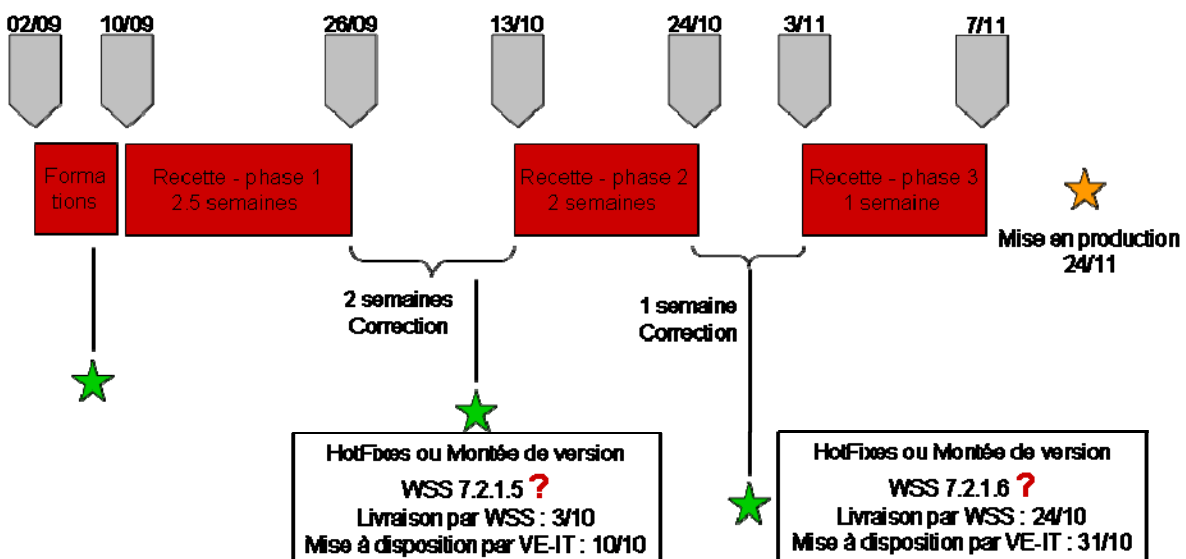 02/09 10/09 26/09 13/10 24/10 3/11 7/11
Forma
tions
Recette - phase 1
2.5 semaines
Recette - phase 2
2 semaines
Recette - phase 3
1 semaine
Mise en production
24/11
2 semaines
Correction
1 semaine
Correction
HotFixes ou Montée de version
WSS 7.2.1.5 ?
Livraison par WSS : 3/10
Mise à disposition par VE-IT : 10/10
HotFixes ou Montée de version
WSS 7.2.1.6 ?
Livraison par WSS : 24/10
Mise à disposition par VE-IT : 31/10